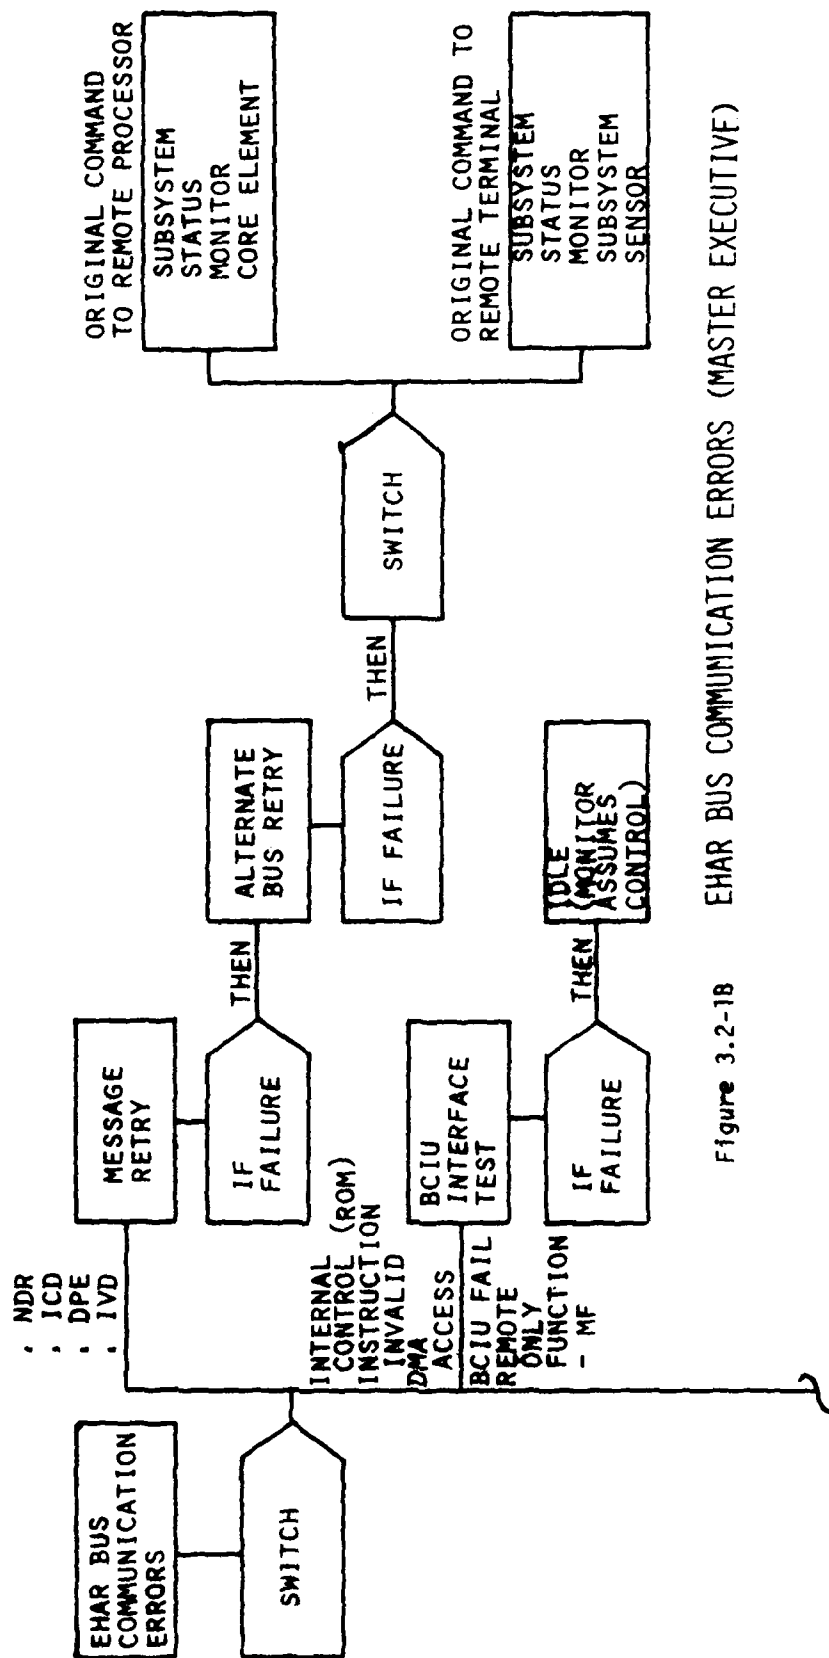 EHAR BUS
COMMUNICATION
ERRORS
SWITCH
. NDR
, ICD
. DPE
. IVD
MESSAGE
RETRY
IF
FAILURE
THEN
ALTERNATE
BUS RETRY
IF FAILURE
THEN
SWITCH
ORIGINAL COMMAND
TO REMOTE PROCESSOR
SUBSYSTEM
STATUS
MONITOR
CORE ELEMENT
ORIGINAL COMMAND TO
REMOTE TERMINAL
SUBSYSTEM
STATUS
MONITOR
SUBSYSTEM
SENSOR
INTERNAL
CONTROL (ROM)
INSTRUCTION
INVALID
DMA
ACCESS
BCIU FAIL
REMOTE
ONLY
FUNCTION
- MF
BCIU
INTERFACE
TEST
IF
FAILURE
THEN
IDLE
(MONITOR
ASSUMES
CONTROL)
Figure 3.2-1B EHAR BUS COMMUNICATION ERRORS (MASTER EXECUTIVE)